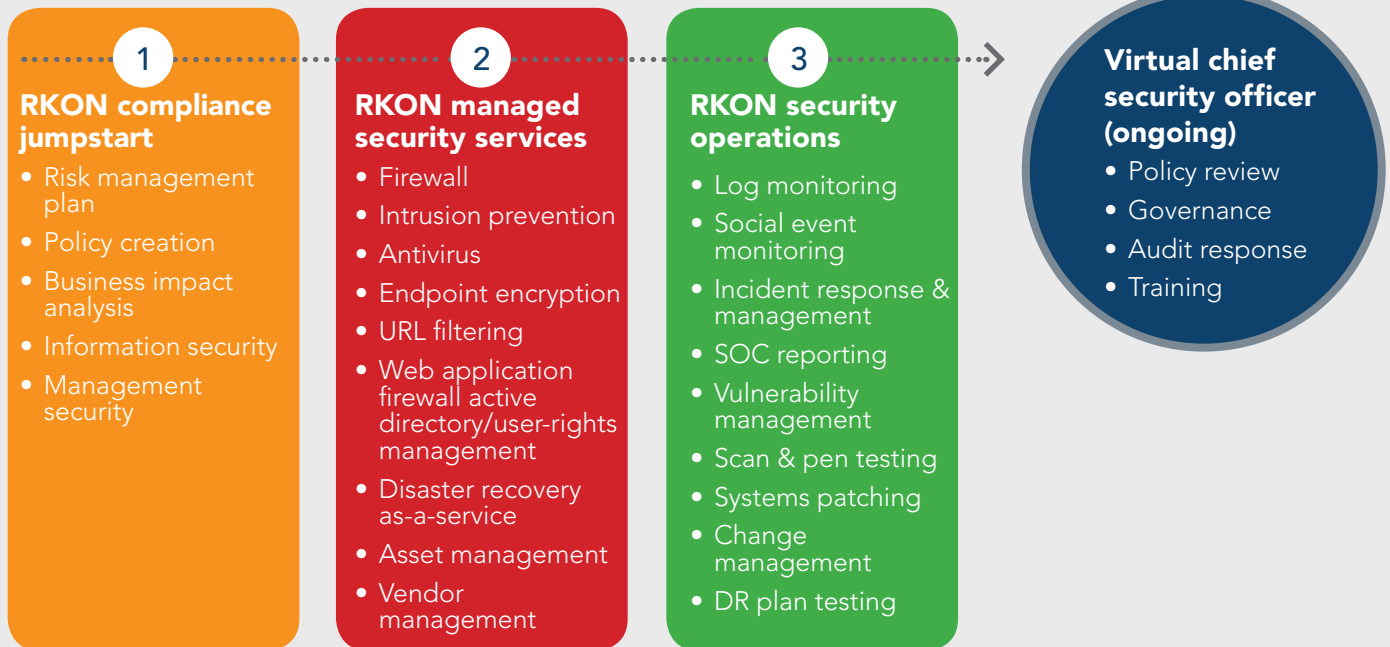 1
RKON compliance
jumpstart
• Risk management
plan
• Policy creation
• Business impact
analysis
• Information security
• Management
security
2
RKON managed
security services
• Firewall
• Intrusion prevention
• Antivirus
• Endpoint encryption
• URL filtering
• Web application
firewall active
directory/user-rights
management
• Disaster recovery
as-a-service
• Asset management
• Vendor
management
3
RKON security
operations
• Log monitoring
• Social event
monitoring
• Incident response &
management
• SOC reporting
• Vulnerability
management
• Scan & pen testing
• Systems patching
• Change
management
• DR plan testing
Virtual chief
security officer
(ongoing)
• Policy review
• Governance
• Audit response
• Training